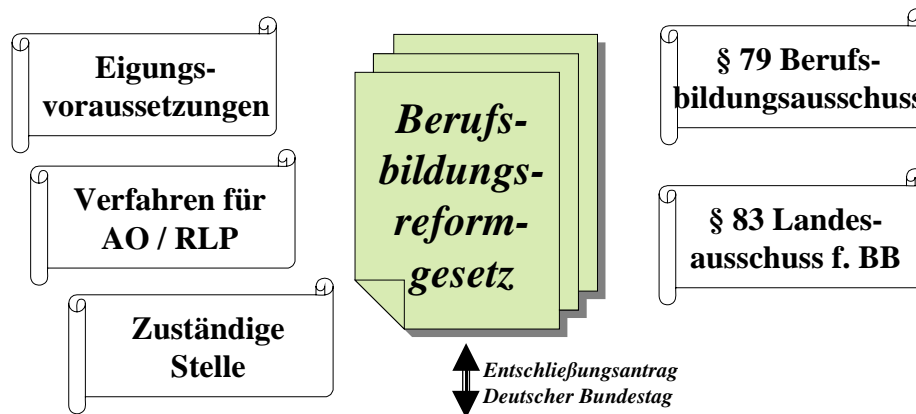 Eigungs-
voraussetzungen
Verfahren für
AO / RLP
Zuständige
Stelle
Berufs-
bildungs-
reform-
gesetz
Entschließungsantrag
Deutscher Bundestag
§ 79 Berufs-
bildungsausschuss
§ 83 Landes-
ausschuss f. BB